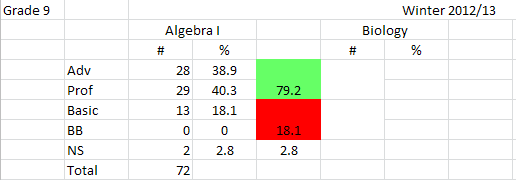 Grade 9 Winter 2012/13
Algebra I Biology
# % # %
Adv 28 38.9
Prof 29 40.3 79.2
Basic 13 18.1
BB 0 0 18.1
NS 2 2.8 2.8
Total 72